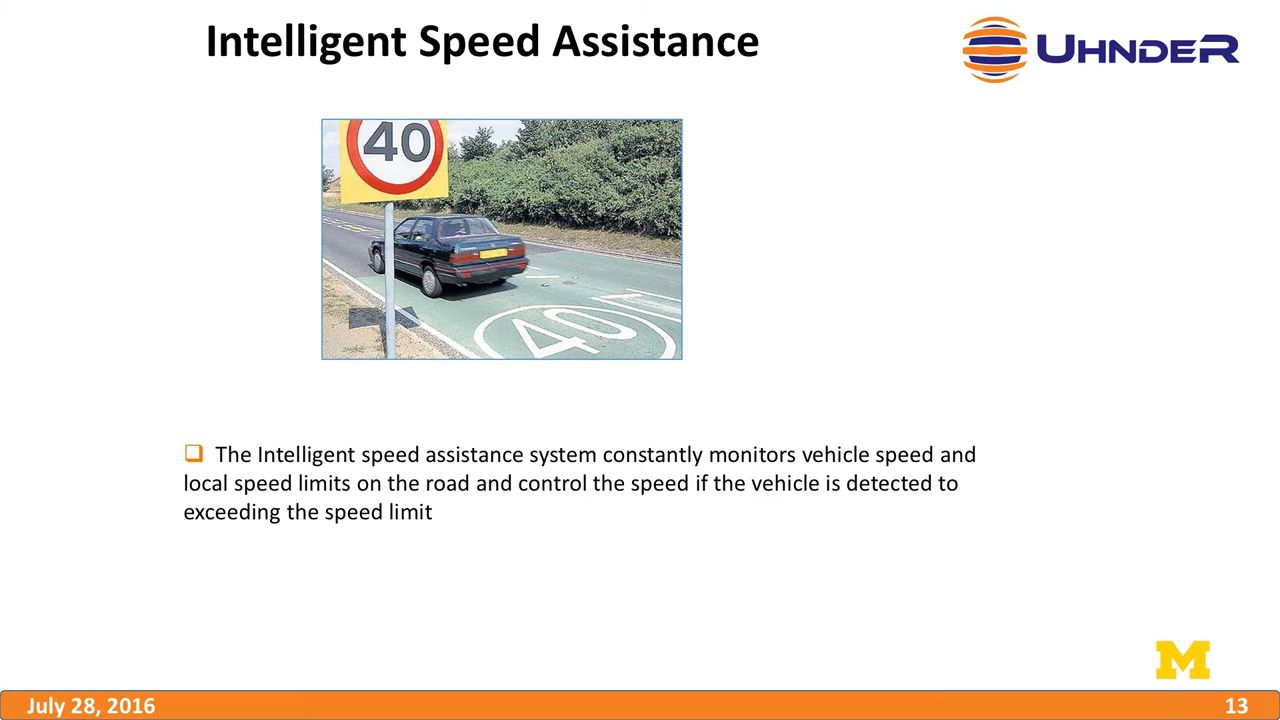 Intelligent Speed Assistance
UHNDER
40
40
The Intelligent speed assistance system constantly monitors vehicle speed and
local speed limits on the road and control the speed if the vehicle is detected to
exceeding the speed limit
M
July 28, 2016
13